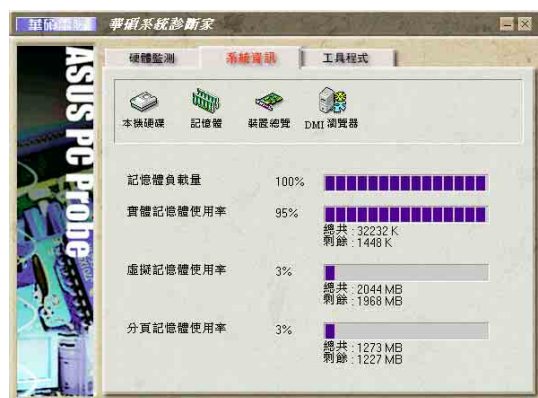 華碩系統診斷家
ASUS PC Probe
硬體監測
系統資訊
工具程式
本機硬碟
記憶體
裝置總覽
DMI 瀏覽器
記憶體負載量 100%
實體記憶體使用率 95%
總共 : 32232 K
剩餘 : 1448 K
虛擬記憶體使用率 3%
總共 : 2044 MB
剩餘 : 1968 MB
分頁記憶體使用率 3%
總共 : 1273 MB
剩餘 : 1227 MB